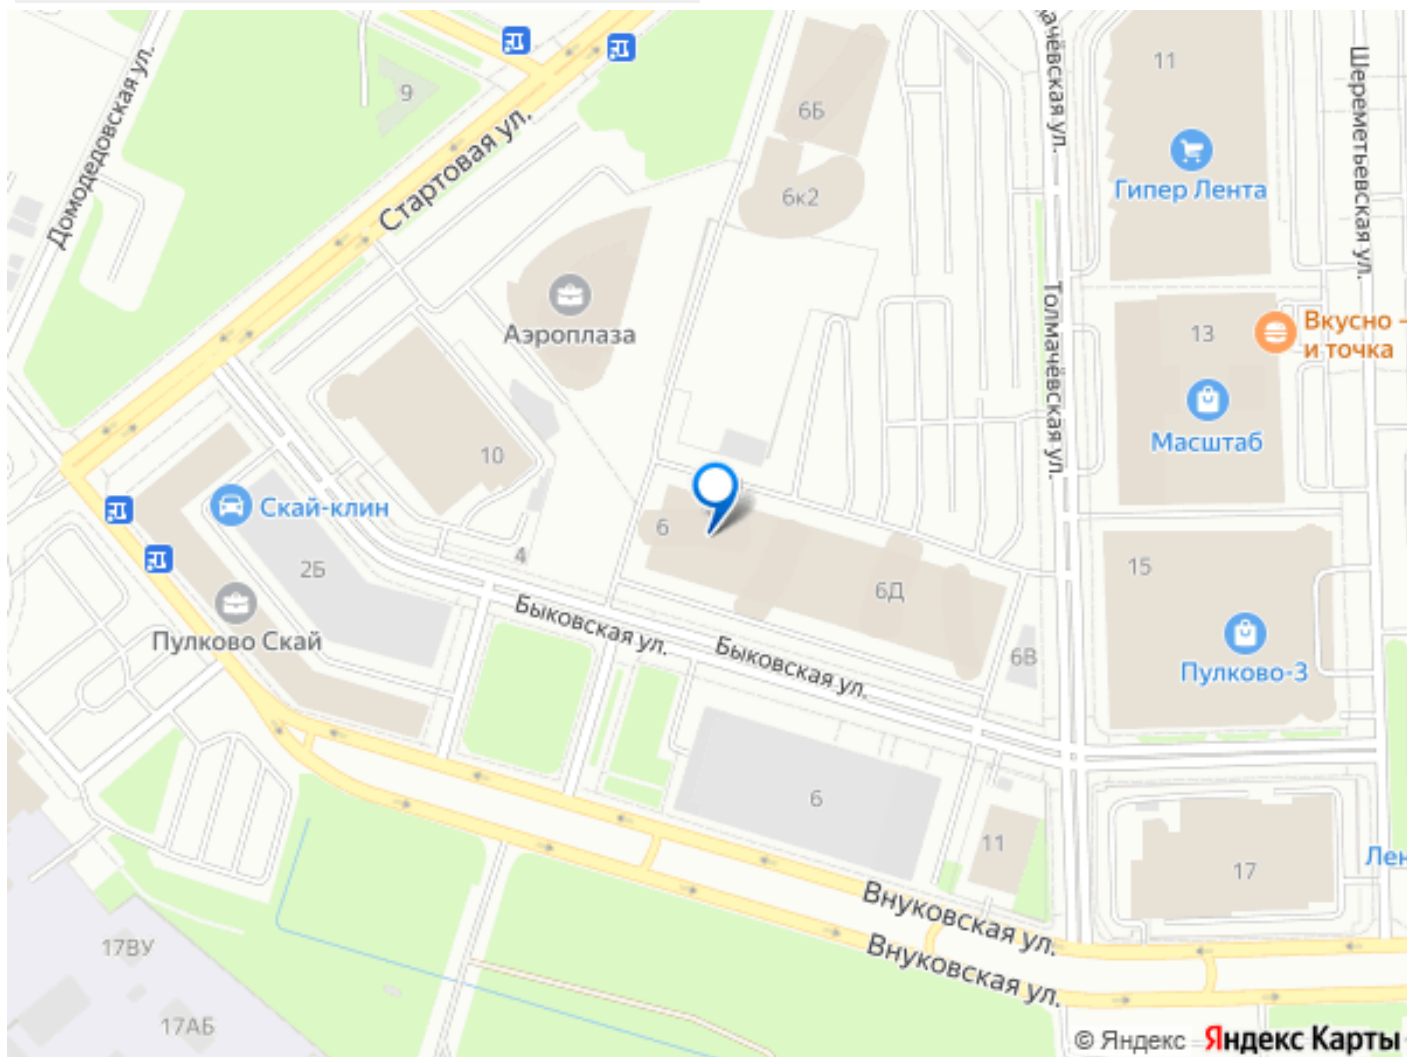 Домодедовская ул.
9
Стартовая ул.
6Б
6к2
11
Гипер Лента
Шереметьевская ул.
Толмачёвская ул.
Аэроплаза
13
Вкусно –
и точка
Масштаб
10
Скай-клин
6
4
2Б
6Д
15
Пулково Скай
Быковская ул.
Быковская ул.
6В
Пулково-3
6
11
17
Внуковская ул.
Внуковская ул.
17ВУ
17АБ
© Яндекс Яндекс Карты